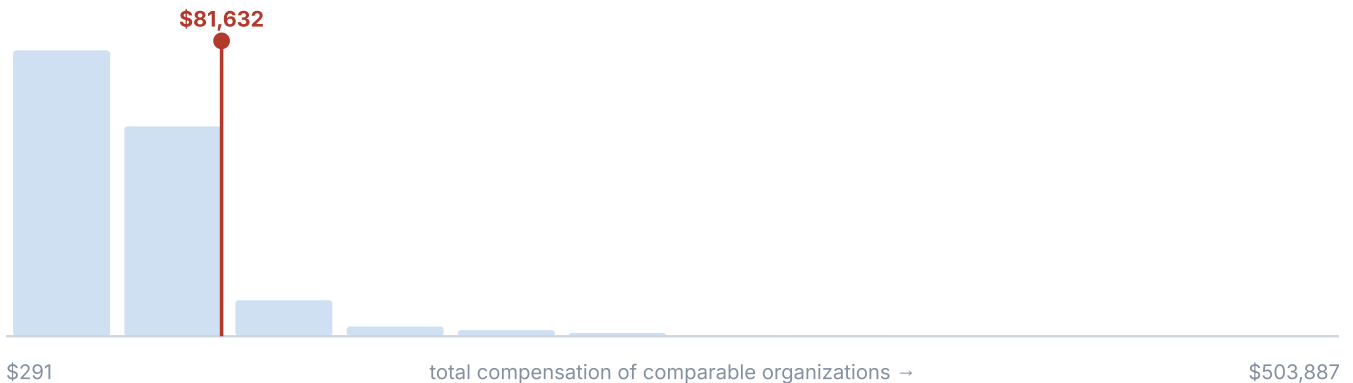 $81,632
$291 total compensation of comparable organizations → $503,887